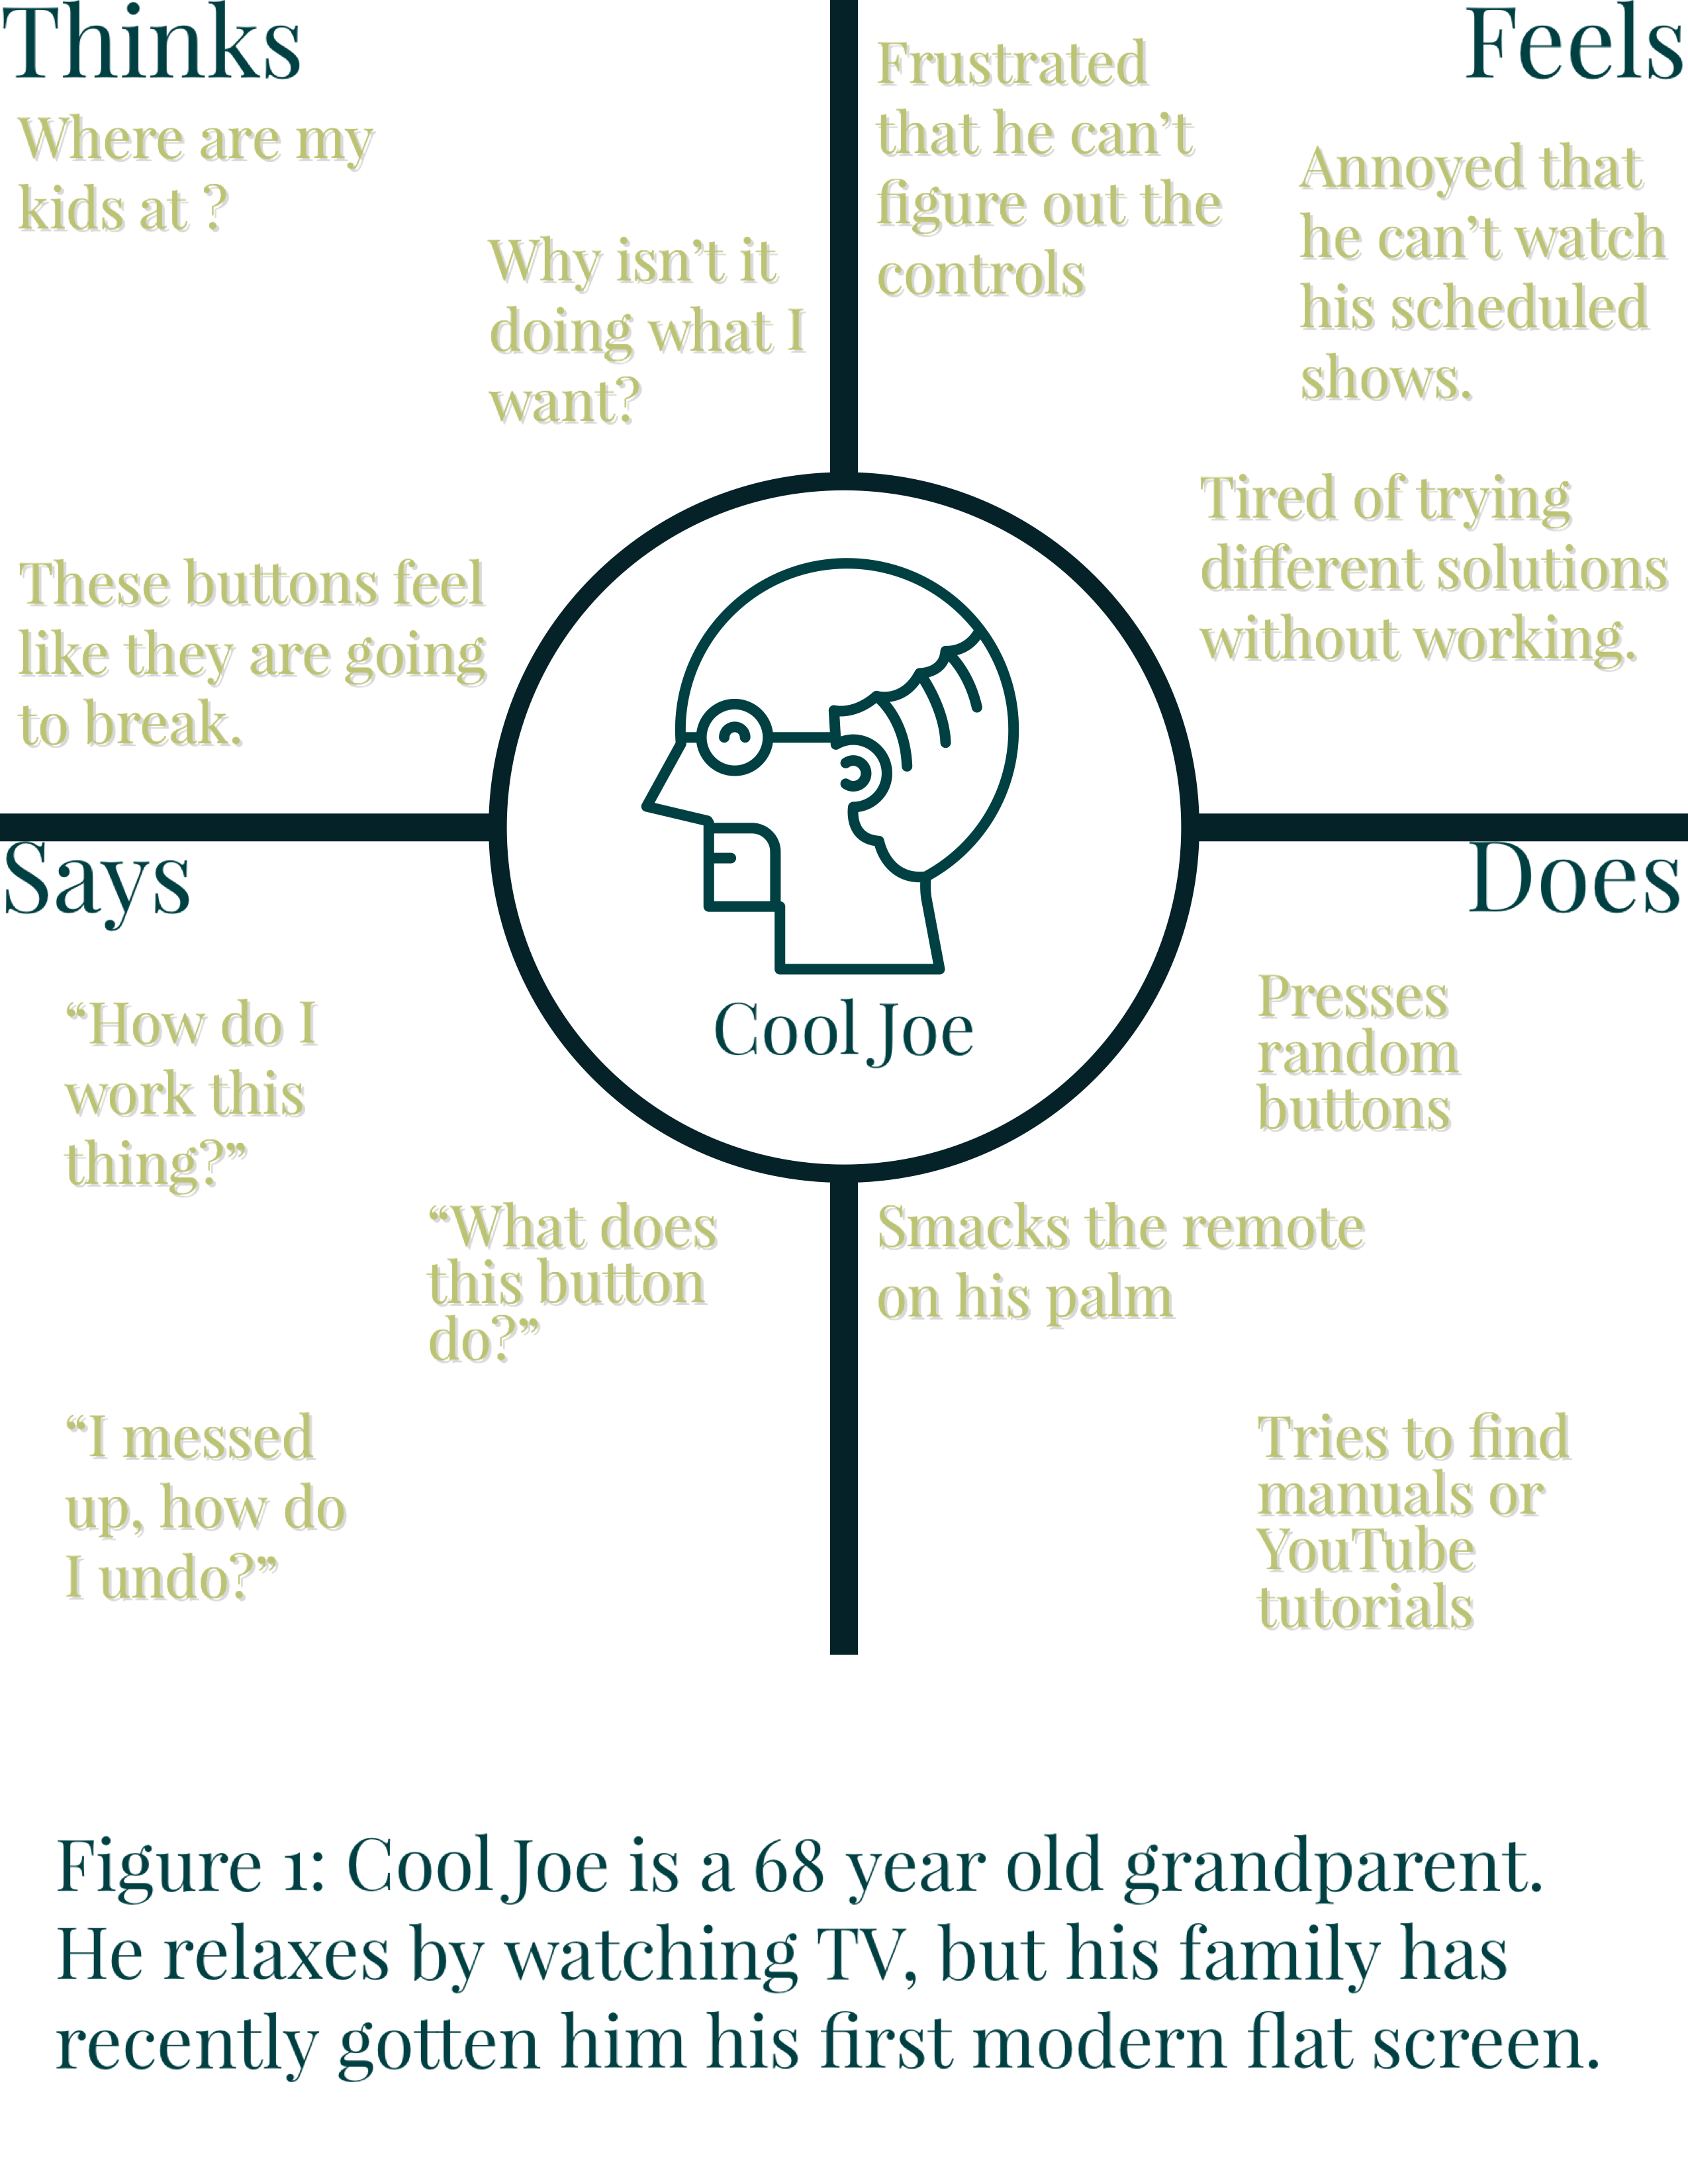 Thinks
Where are my
kids at ?
Why isn’t it
doing what I
want?
These buttons feel
like they are going
to break.
Feels
Frustrated
that he can’t
figure out the
controls
Annoyed that
he can’t watch
his scheduled
shows.
Tired of trying
different solutions
without working.
Cool Joe
Says
“How do I
work this
thing?”
“What does
this button
do?”
“I messed
up, how do
I undo?”
Does
Presses
random
buttons
Smacks the remote
on his palm
Tries to find
manuals or
YouTube
tutorials
Figure 1: Cool Joe is a 68 year old grandparent.
He relaxes by watching TV, but his family has
recently gotten him his first modern flat screen.